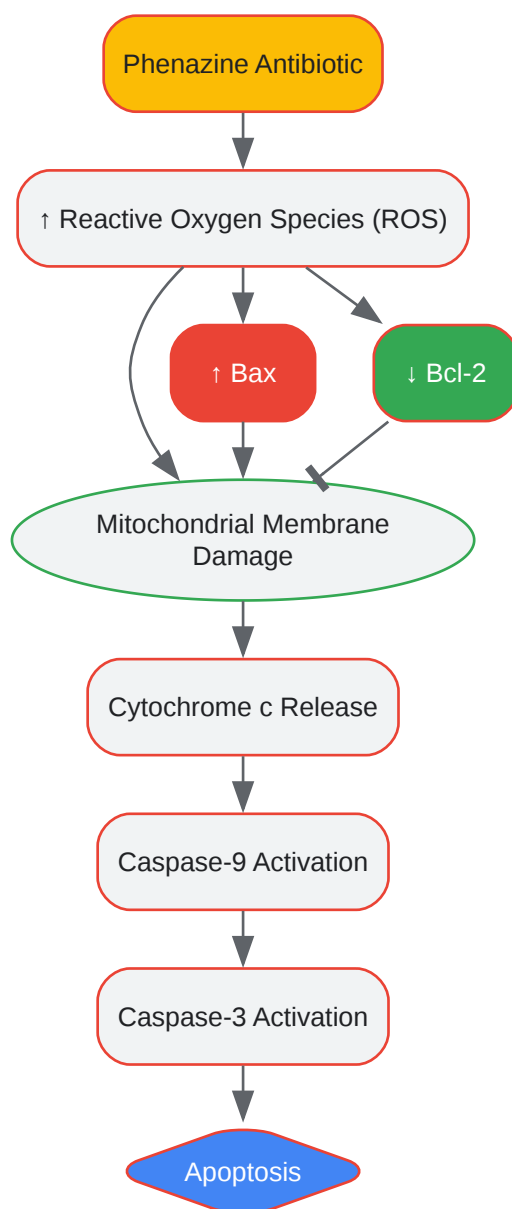 Phenazine Antibiotic
↑ Reactive Oxygen Species (ROS)
↑ Bax
↓ Bcl-2
Mitochondrial Membrane
Damage
Cytochrome c Release
Caspase-9 Activation
Caspase-3 Activation
Apoptosis